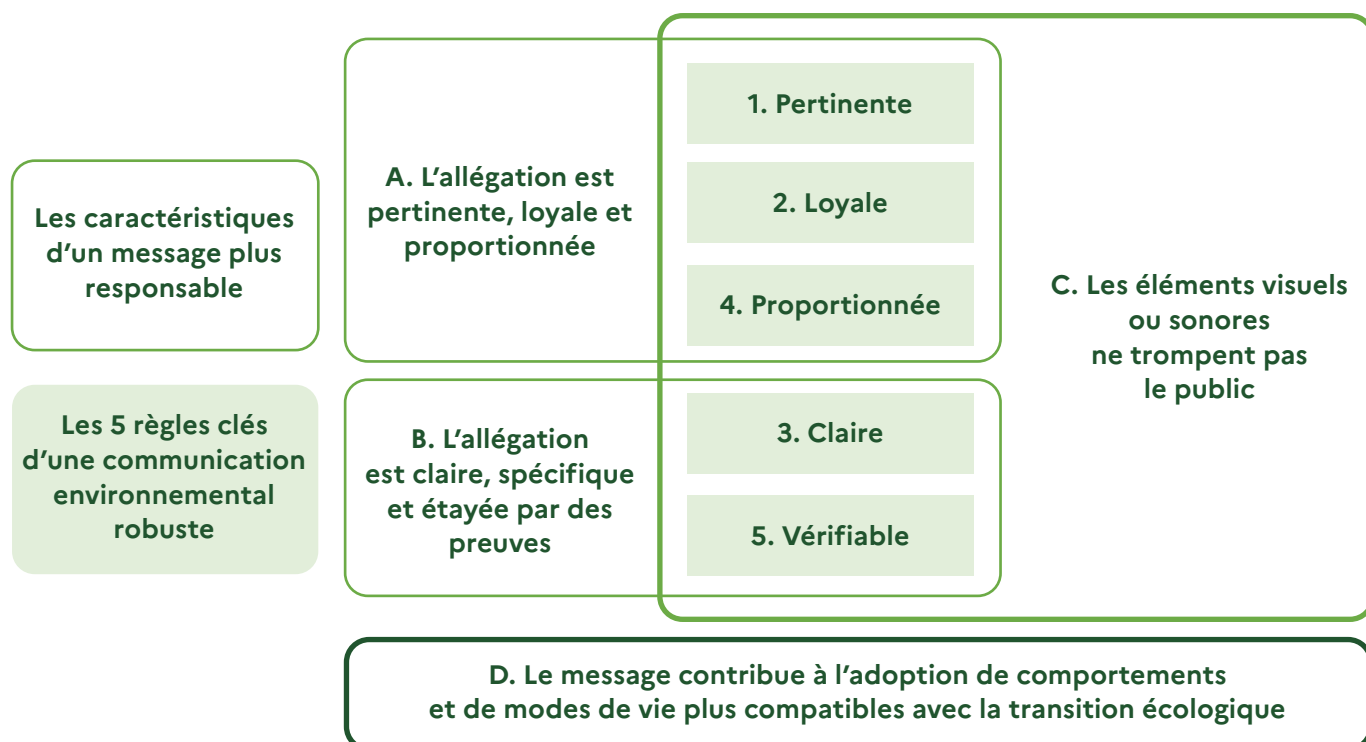 Les caractéristiques
d'un message plus
responsable
Les 5 règles clés
d'une communication
environnemental
robuste
A. L'allégation est
pertinente, loyale et
proportionnée
1. Pertinente
2. Loyale
4. Proportionnée
B. L'allégation
est claire, spécifique
et étayée par des
preuves
3. Claire
5. Vérifiable
C. Les éléments visuels
ou sonores
ne trompent pas
le public
D. Le message contribue à l'adoption de comportements
et de modes de vie plus compatibles avec la transition écologique